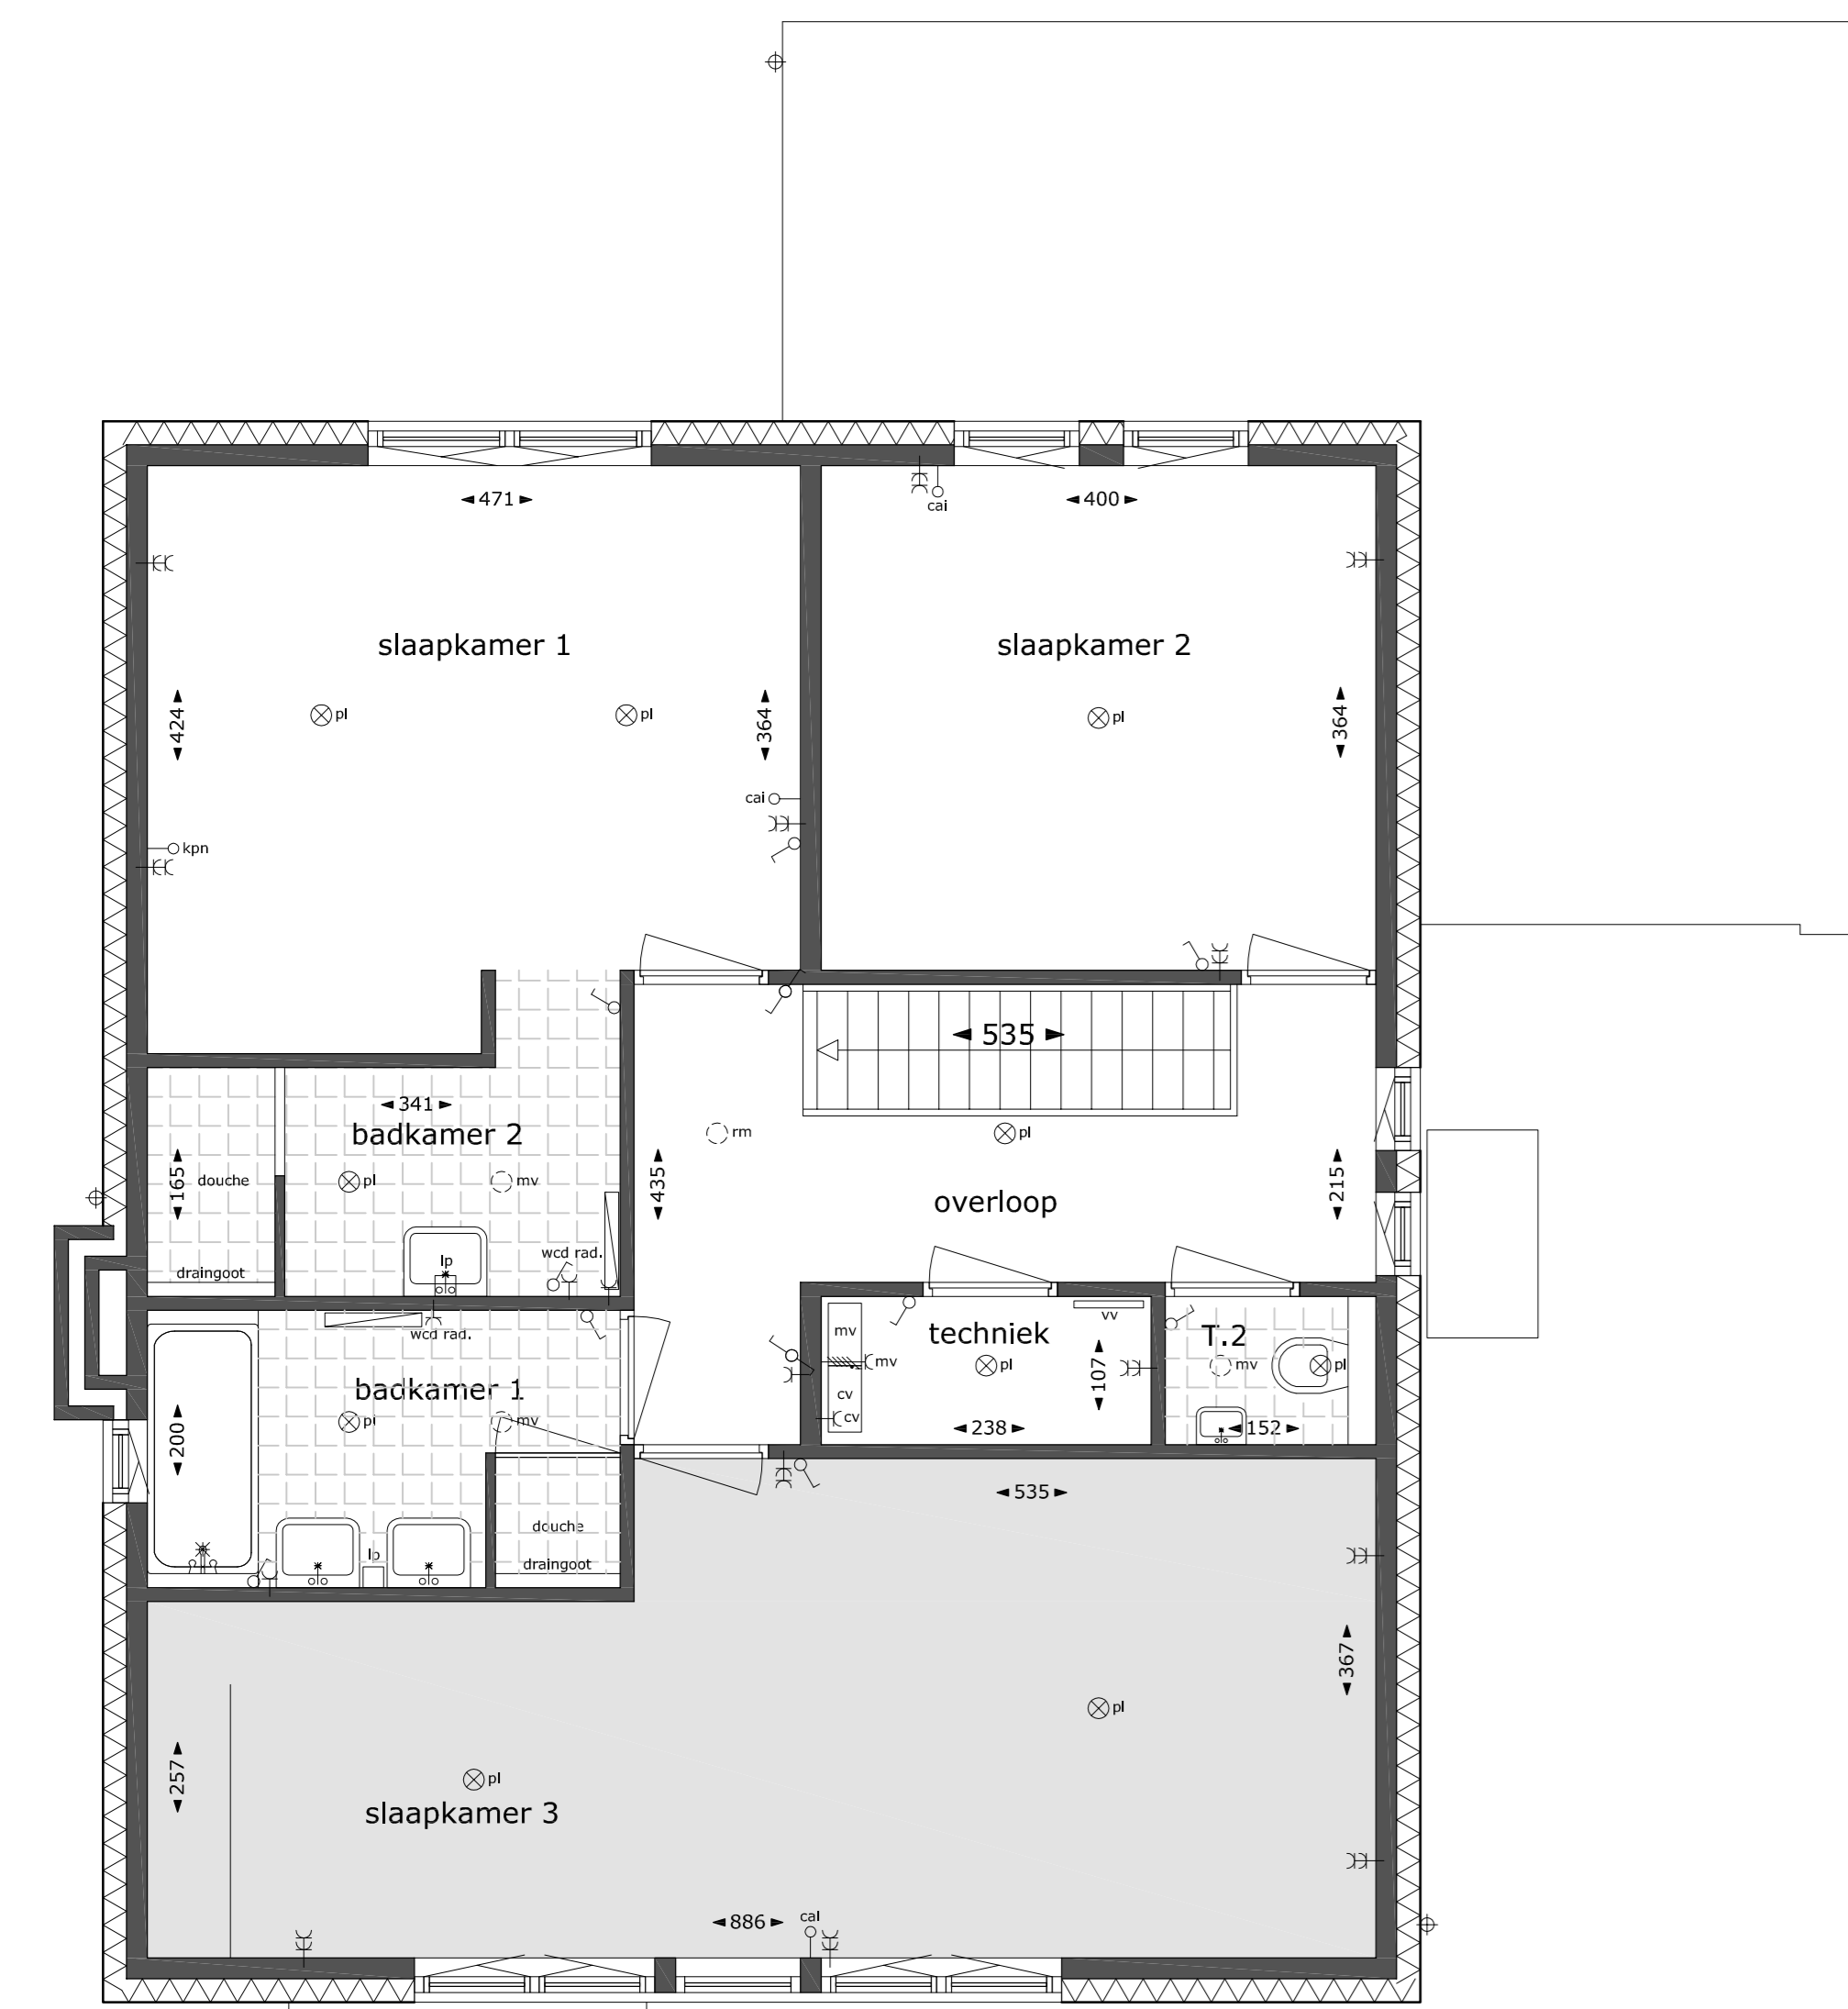 471
400
cai
slaapkamer 1
slaapkamer 2
pl
pl
pl
424
364
364
cai
kpn
535
341
badkamer 2
rm
pl
165
douche
pl
mv
435
215
overloop
wcd rad.
lp
draingoot
wcd rad.
mv
techniek
vv
T.2
mv
pl
107
mv
pl
badkamer 1
cv
cv
pl
mv
200
238
152
535
douche
lp
draingoot
367
pl
257
pl
slaapkamer 3
886
cai